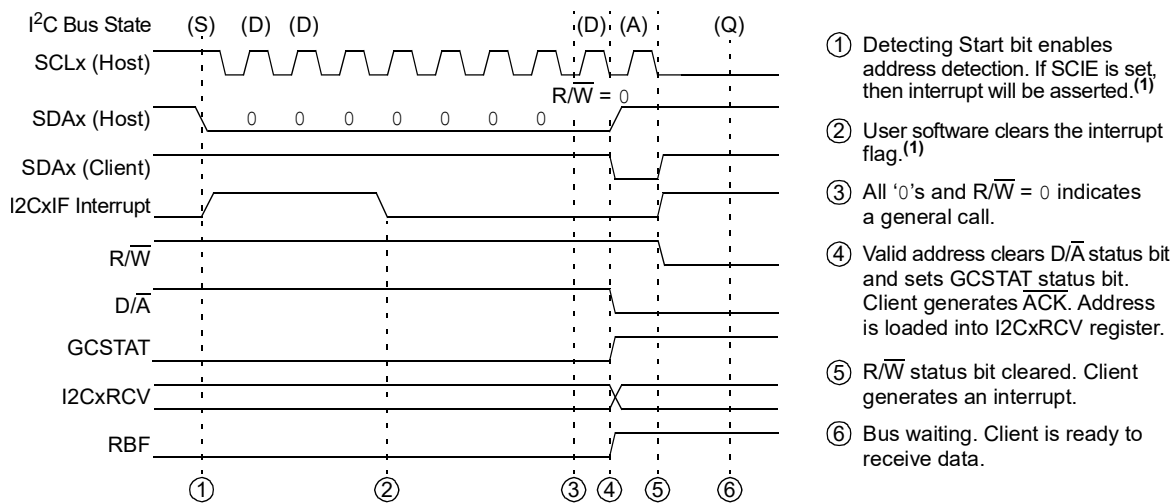 I²C Bus State (S) (D) (D) (D) (A) (Q)
SCLx (Host)
R/W̅ = 0
SDAx (Host) 0 0 0 0 0 0 0
SDAx (Client)
I2CxIF Interrupt
R/W̅
D/A̅
GCSTAT
I2CxRCV
RBF
① ② ③ ④ ⑤ ⑥
① Detecting Start bit enables
address detection. If SCIE is set,
then interrupt will be asserted.(1)
② User software clears the interrupt
flag.(1)
③ All ‘0’s and R/W̅ = 0 indicates
a general call.
④ Valid address clears D/A̅ status bit
and sets GCSTAT status bit.
Client generates A̅C̅K̅. Address
is loaded into I2CxRCV register.
⑤ R/W̅ status bit cleared. Client
generates an interrupt.
⑥ Bus waiting. Client is ready to
receive data.